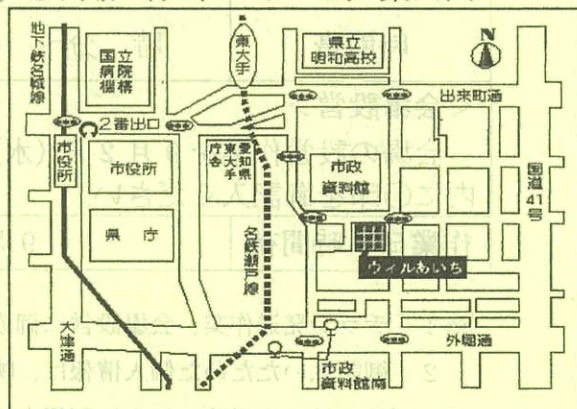 地下鉄名城線
国立病院機構
東大手
県立
明和高校
N
出来町通
2番出口
市役所
市役所
愛知県東大手庁舎
市政
資料館
国道41号
県庁
名鉄瀬戸線
ウィルあいち
大津通
外堀通
市政
資料館南